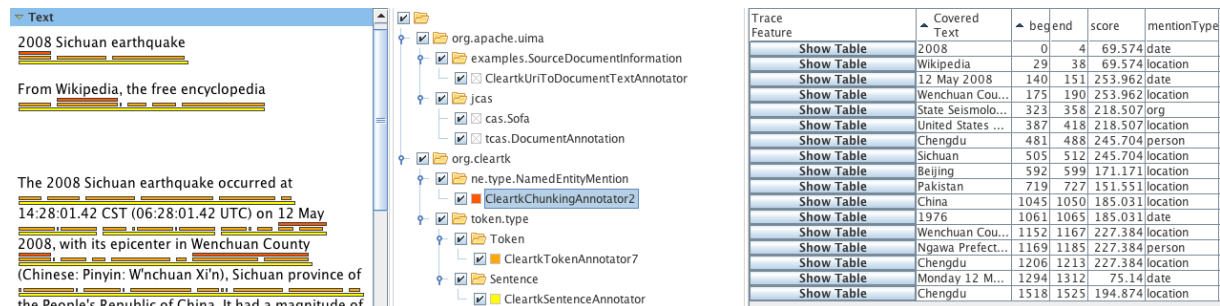 Text
2008 Sichuan earthquake
From Wikipedia, the free encyclopedia
The 2008 Sichuan earthquake occurred at
14:28:01.42 CST (06:28:01.42 UTC) on 12 May
2008, with its epicenter in Wenchuan County
(Chinese: Pinyin: W'nchuan Xi'n), Sichuan province of
the People's Republic of China. It had a magnitude of
org.apache.uima
examples.SourceDocumentInformation
CleartkUriToDocumentTextAnnotator
jcas
cas.Sofa
tcas.DocumentAnnotation
org.cleartk
ne.type.NamedEntityMention
CleartkChunkingAnnotator2
token.type
Token
CleartkTokenAnnotator7
Sentence
CleartkSentenceAnnotator
Trace Feature Covered Text beg end score mentionType
Show Table 2008 0 4 69.574 date
Show Table Wikipedia 29 38 69.574 location
Show Table 12 May 2008 140 151 253.962 date
Show Table Wenchuan Cou... 175 190 253.962 location
Show Table State Seismolo... 323 358 218.507 org
Show Table United States ... 387 418 218.507 location
Show Table Chengdu 481 488 245.704 person
Show Table Sichuan 505 512 245.704 location
Show Table Beijing 592 599 171.171 location
Show Table Pakistan 719 727 151.551 location
Show Table China 1045 1050 185.031 location
Show Table 1976 1061 1065 185.031 date
Show Table Wenchuan Cou... 1152 1167 227.384 location
Show Table Ngawa Prefect... 1169 1185 227.384 person
Show Table Chengdu 1206 1213 227.384 location
Show Table Monday 12 M... 1294 1312 75.14 date
Show Table Chengdu 1518 1525 194.874 location